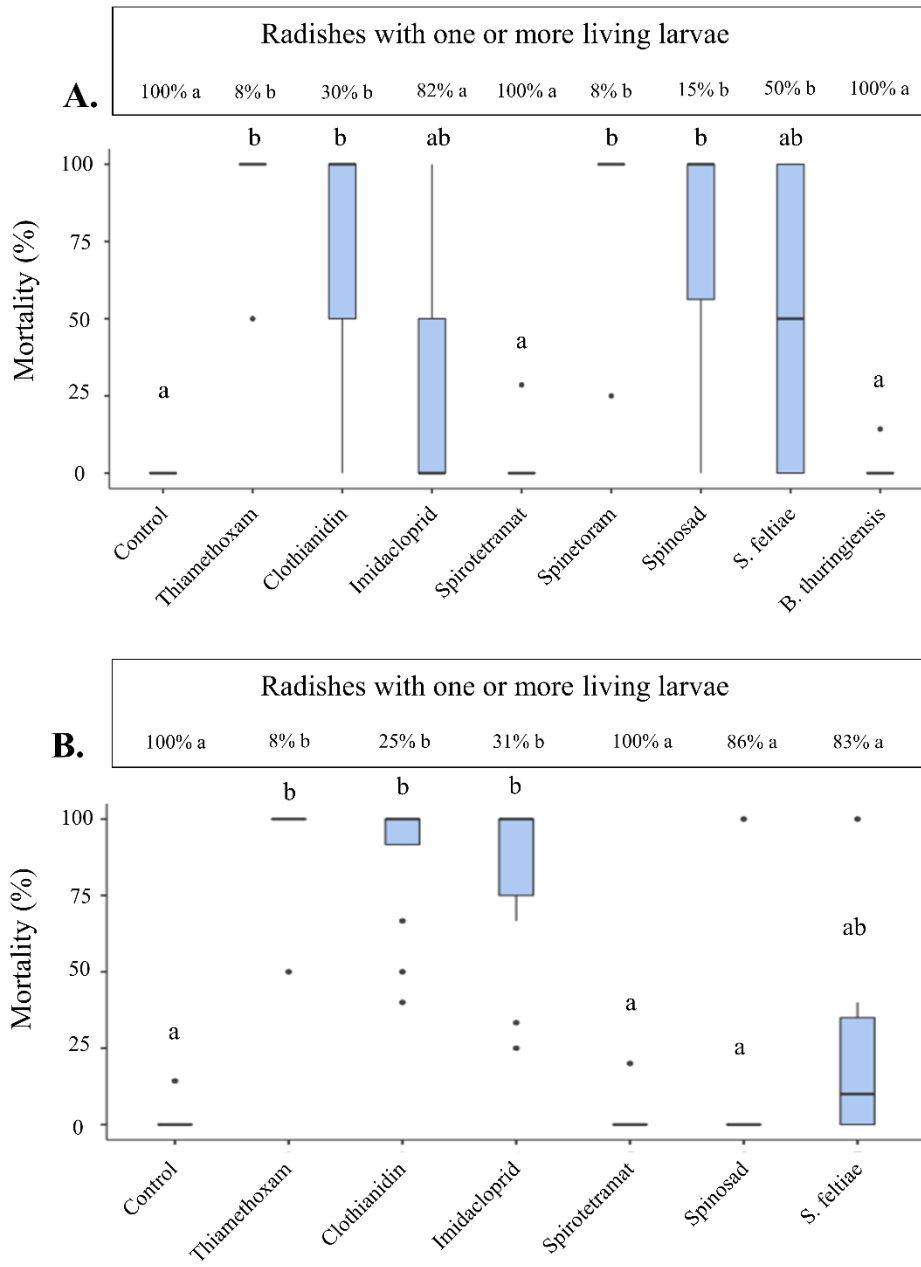 Radishes with one or more living larvae
A.
100% a 8% b 30% b 82% a 100% a 8% b 15% b 50% b 100% a
b b ab b b ab
100
75
50
25
0
Mortality (%)
a
a
a
Control Thiamethoxam Clothianidin Imidacloprid Spirotetramat Spinetoram Spinosad S. feltiae B. thuringiensis
Radishes with one or more living larvae
B.
100% a 8% b 25% b 31% b 100% a 86% a 83% a
b b b
100
75
50
25
0
Mortality (%)
ab
a
a
a
Control Thiamethoxam Clothianidin Imidacloprid Spirotetramat Spinosad S. feltiae